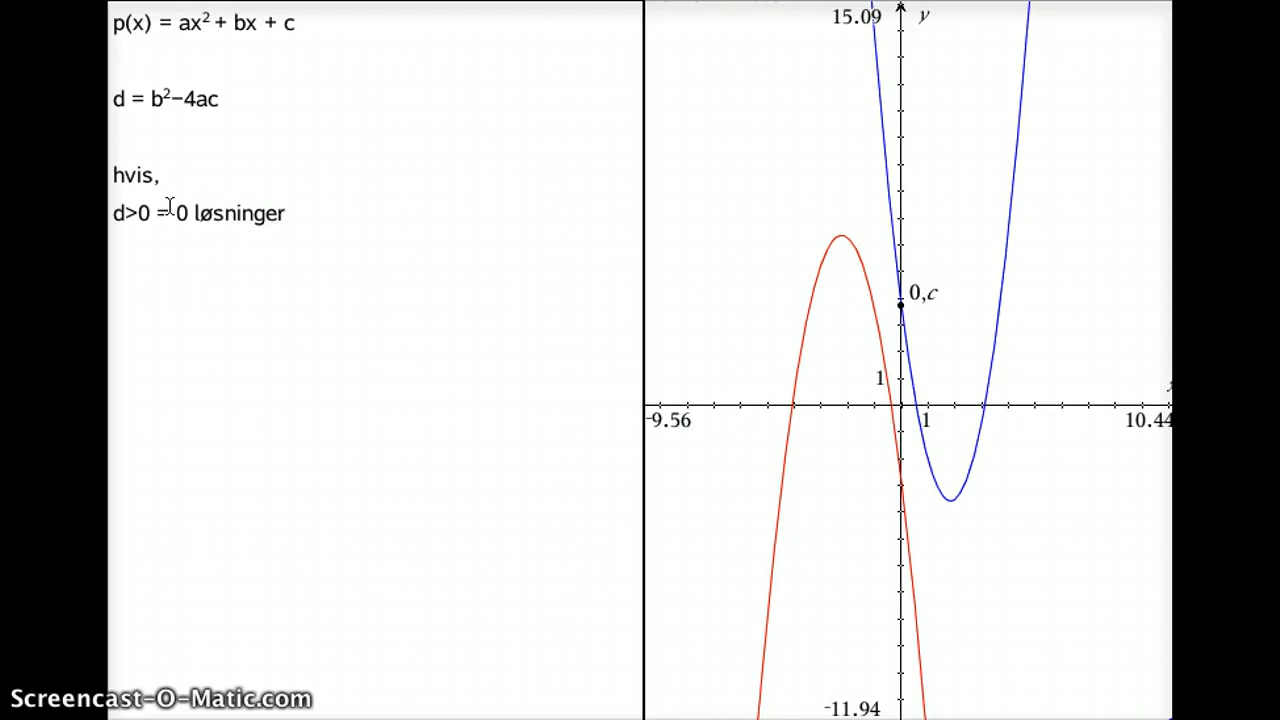 p(x) = ax² + bx + c
d = b²−4ac
hvis,
d>0 = 0 løsninger
15.09
y
0,c
1
-9.56
1
10.44
-11.94
Screencast-O-Matic.com